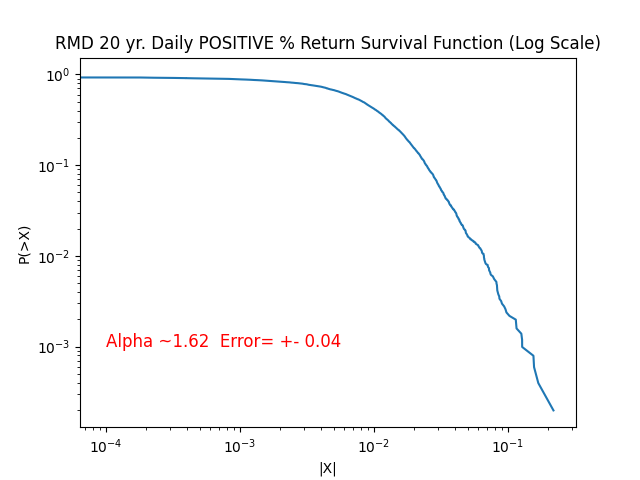 RMD 20 yr. Daily POSITIVE % Return Survival Function (Log Scale)
10⁰
10⁻¹
10⁻²
10⁻³
P(>X)
Alpha ~1.62  Error= +- 0.04
10⁻⁴ 10⁻³ 10⁻² 10⁻¹
|X|